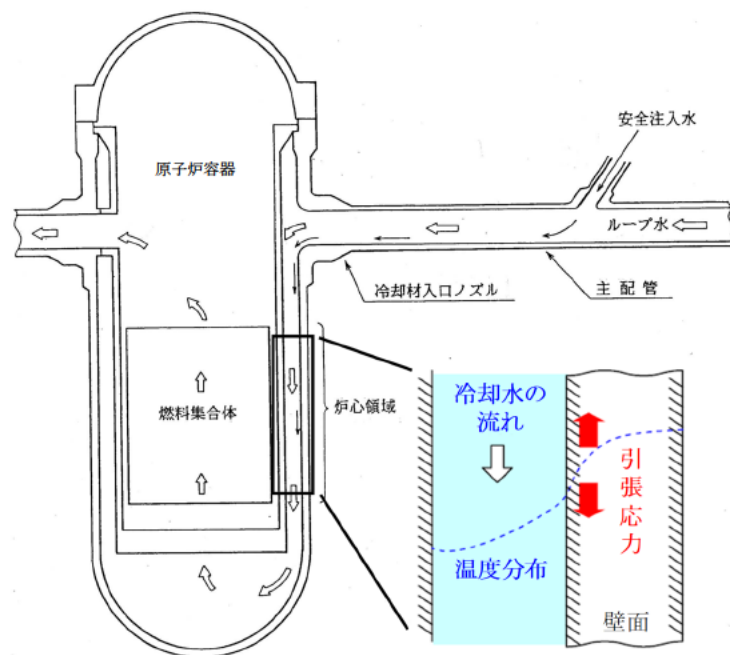 安全注入水
原子炉容器
ループ水
冷却材入口ノズル
主配管
燃料集合体
炉心領域
冷却水の
流れ
引張応力
温度分布
壁面